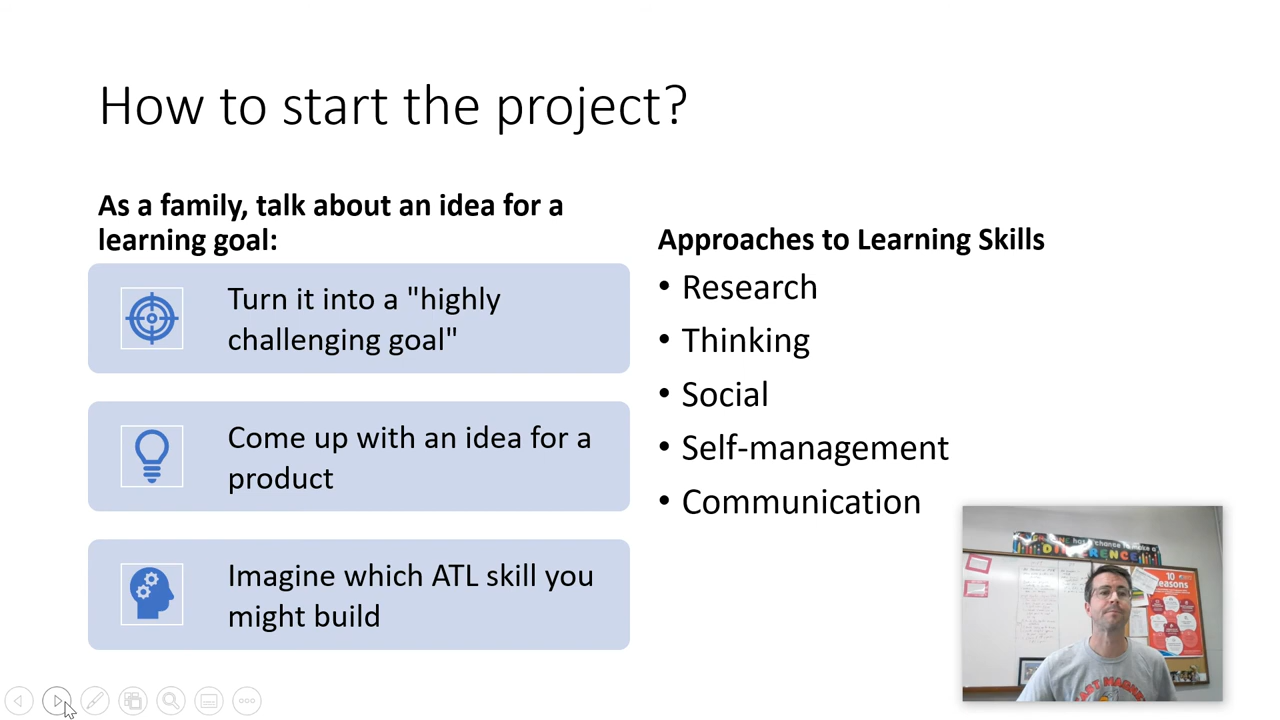 How to start the project?
As a family, talk about an idea for a
learning goal:
Turn it into a "highly
challenging goal"
Come up with an idea for a
product
Imagine which ATL skill you
might build
Approaches to Learning Skills
• Research
• Thinking
• Social
• Self-management
• Communication
DIFFERENCE
10